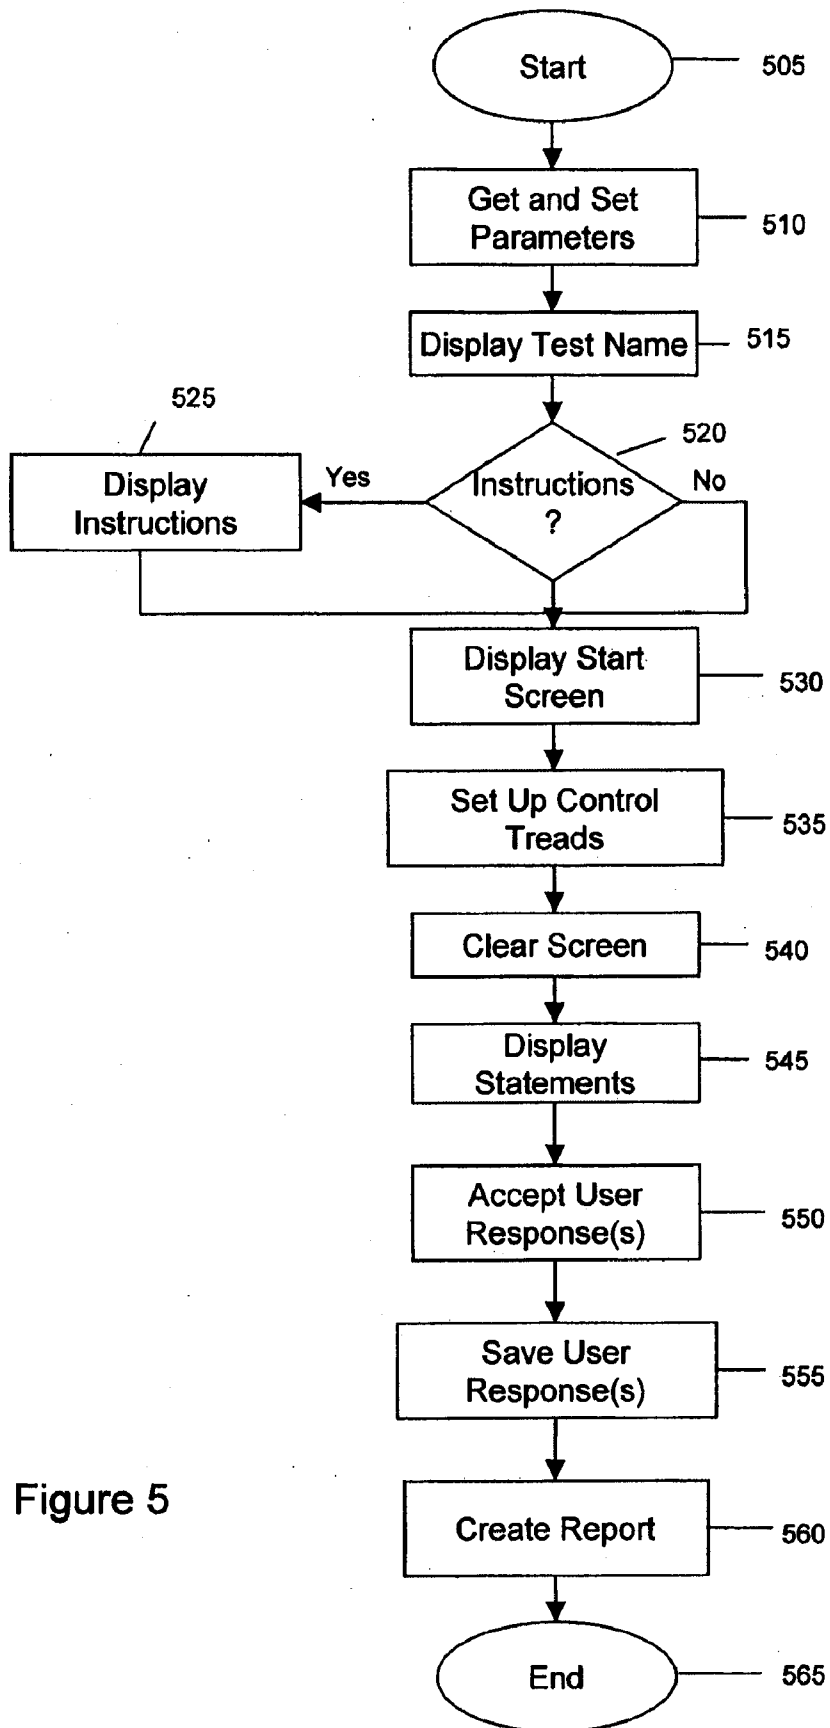 Start
505
Get and Set
Parameters
510
Display Test Name
515
525
520
Display
Instructions
Yes
Instructions
?
No
Display Start
Screen
530
Set Up Control
Treads
535
Clear Screen
540
Display
Statements
545
Accept User
Response(s)
550
Save User
Response(s)
555
Figure 5
Create Report
560
End
565